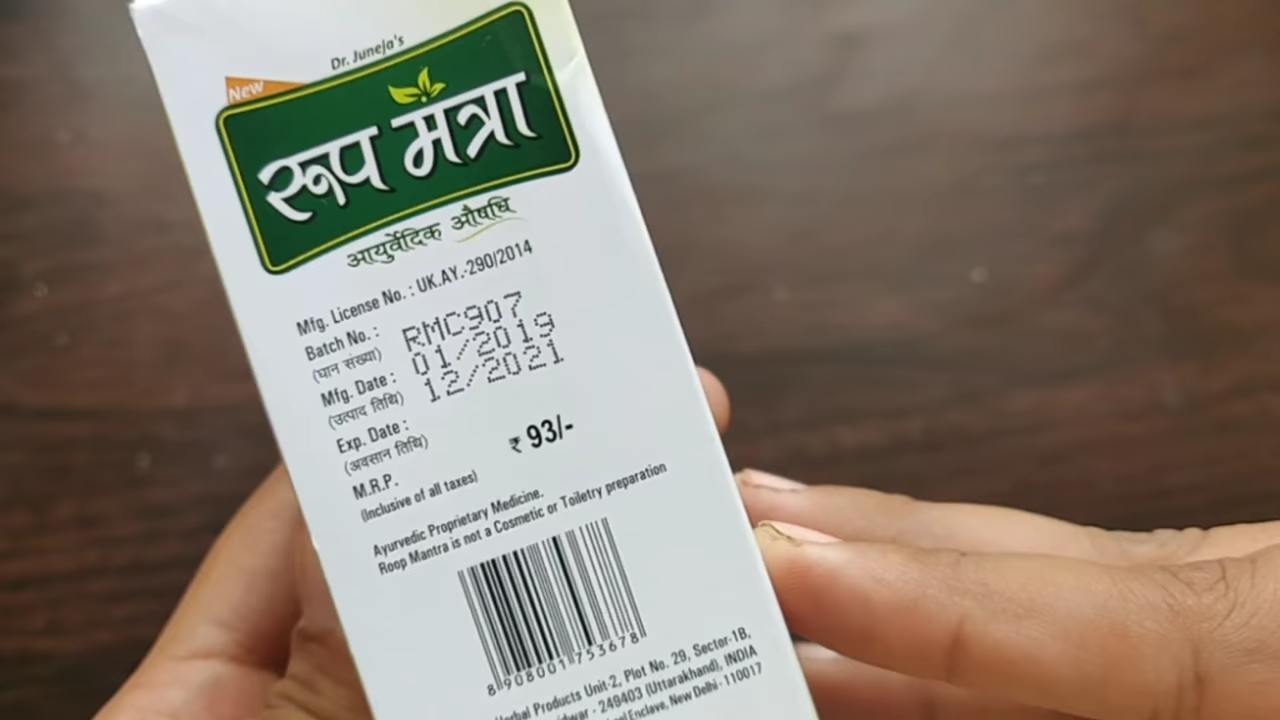 Dr. Juneja's
New
रूप मंत्रा
आयुर्वेदिक औषधि
Mfg. License No. : UK.AY.-290/2014
Batch No. : RMC907
(घान संख्या)
Mfg. Date : 01/2019
(उत्पाद तिथि)
Exp. Date : 12/2021
(अवसान तिथि)
M.R.P. ₹ 93/-
(Inclusive of all taxes)
Ayurvedic Proprietary Medicine.
Roop Mantra is not a Cosmetic or Toiletry preparation
8 908001 753678
Products Unit-2, Plot No. 29, Sector-1B,
- 249403 (Uttarakhand), INDIA
Enclave, New Delhi - 110017